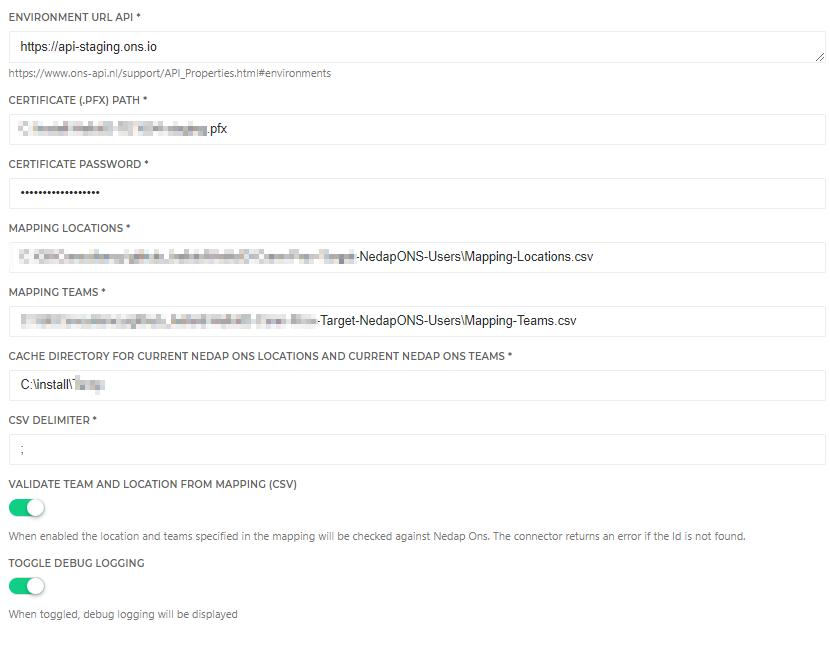 ENVIRONMENT URL API *
https://api-staging.ons.io
https://www.ons-api.nl/support/API_Properties.html#environments
CERTIFICATE (.PFX) PATH *
.pfx
CERTIFICATE PASSWORD *
••••••••••••••••••
MAPPING LOCATIONS *
-NedapONS-Users\Mapping-Locations.csv
MAPPING TEAMS *
-Target-NedapONS-Users\Mapping-Teams.csv
CACHE DIRECTORY FOR CURRENT NEDAP ONS LOCATIONS AND CURRENT NEDAP ONS TEAMS *
C:\install\
CSV DELIMITER *
;
VALIDATE TEAM AND LOCATION FROM MAPPING (CSV)
When enabled the location and teams specified in the mapping will be checked against Nedap Ons. The connector returns an error if the Id is not found.
TOGGLE DEBUG LOGGING
When toggled, debug logging will be displayed